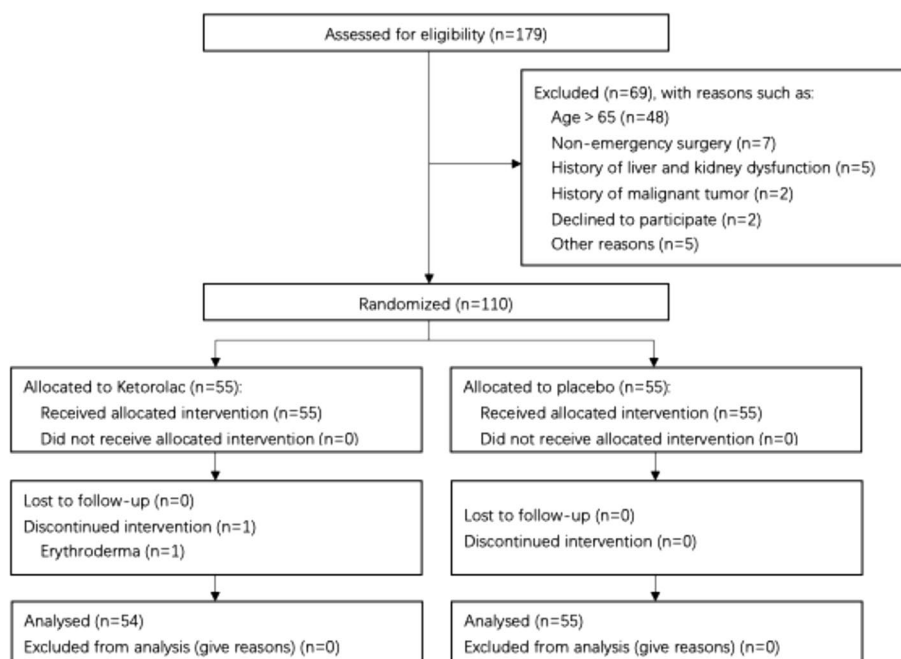 Assessed for eligibility (n=179)
Excluded (n=69), with reasons such as:
Age > 65 (n=48)
Non-emergency surgery (n=7)
History of liver and kidney dysfunction (n=5)
History of malignant tumor (n=2)
Declined to participate (n=2)
Other reasons (n=5)
Randomized (n=110)
Allocated to Ketorolac (n=55):
Received allocated intervention (n=55)
Did not receive allocated intervention (n=0)
Allocated to placebo (n=55):
Received allocated intervention (n=55)
Did not receive allocated intervention (n=0)
Lost to follow-up (n=0)
Discontinued intervention (n=1)
Erythroderma (n=1)
Lost to follow-up (n=0)
Discontinued intervention (n=0)
Analysed (n=54)
Excluded from analysis (give reasons) (n=0)
Analysed (n=55)
Excluded from analysis (give reasons) (n=0)